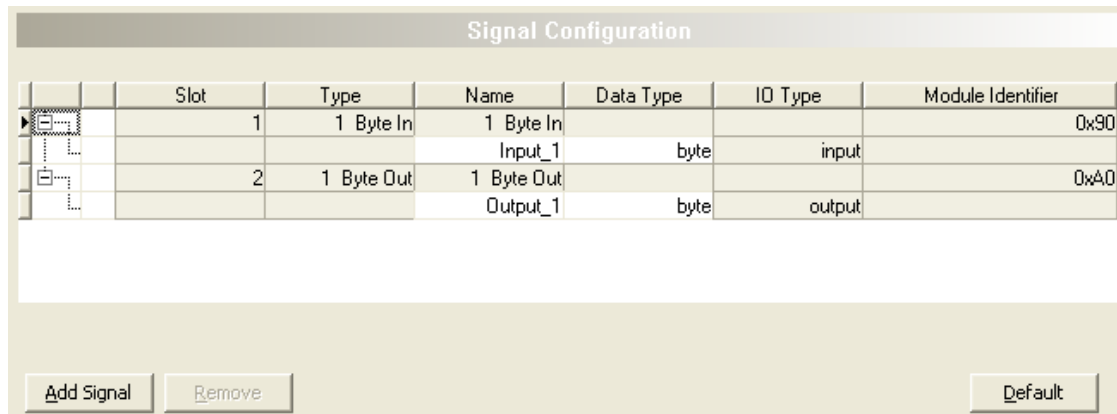 Signal Configuration
Slot Type Name Data Type IO Type Module Identifier
1 1 Byte In 1 Byte In 0x90
Input_1 byte input
2 1 Byte Out 1 Byte Out 0xA0
Output_1 byte output
Add Signal Remove Default